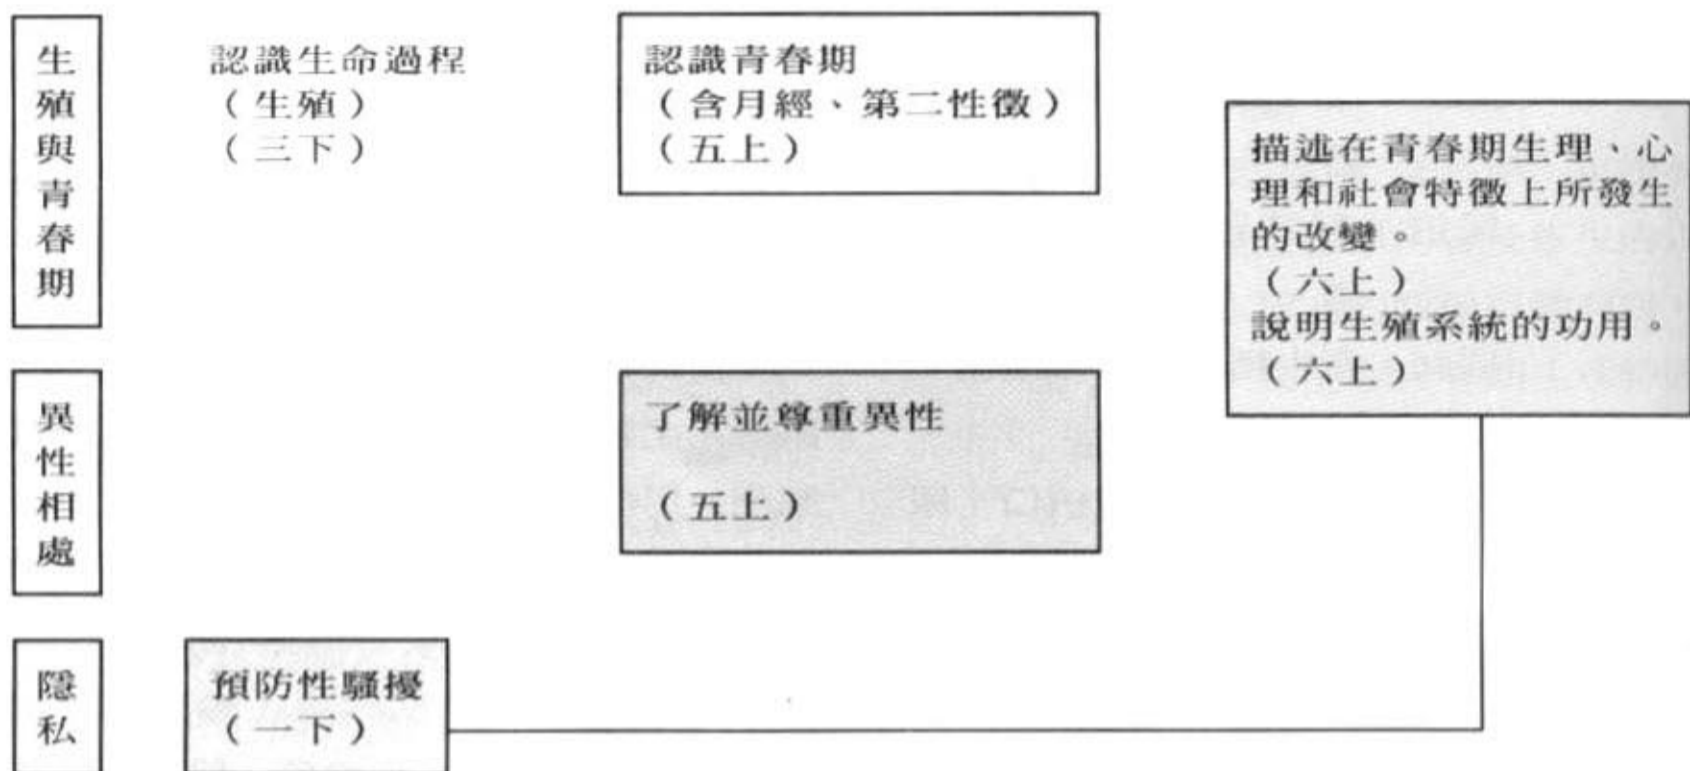 生殖與青春期
認識生命過程
（生殖）
（三下）
認識青春期
（含月經、第二性徵）
（五上）
描述在青春期生理、心
理和社會特徵上所發生
的改變。
（六上）
說明生殖系統的功用。
（六上）
異性相處
了解並尊重異性
（五上）
隱私
預防性騷擾
（一下）